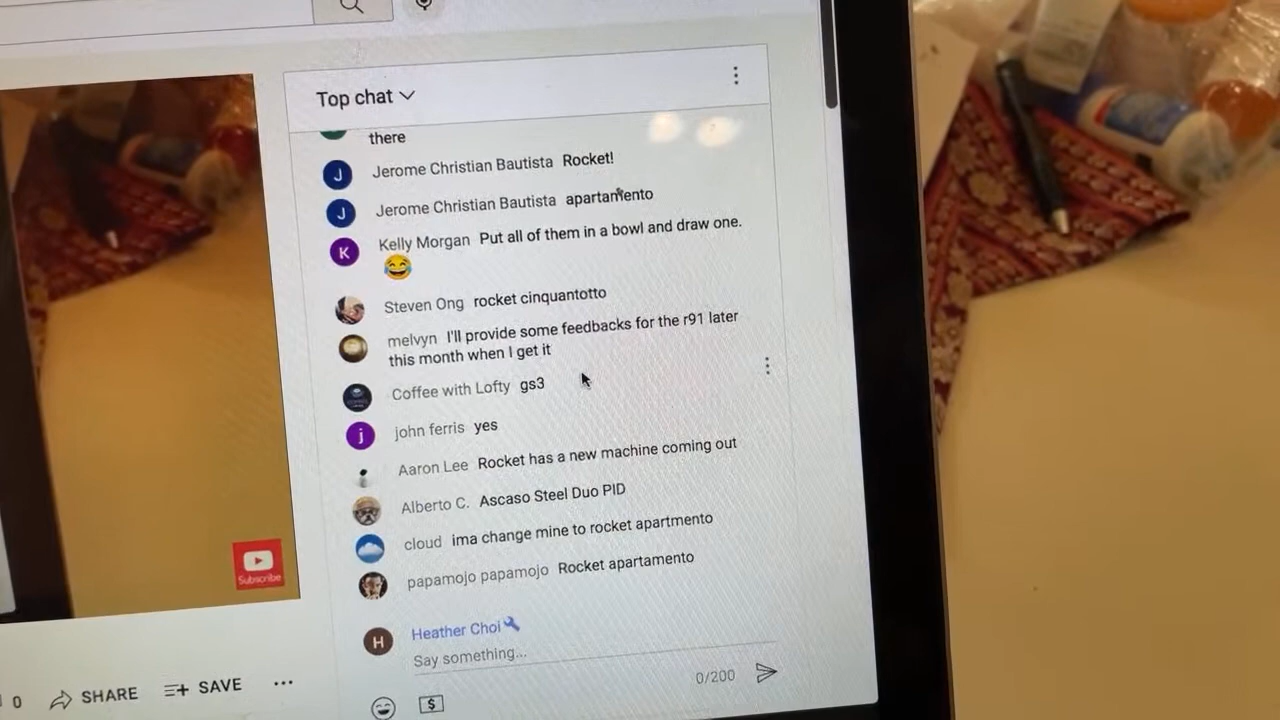 Top chat
there
J Jerome Christian Bautista Rocket!
J Jerome Christian Bautista apartamento
K Kelly Morgan Put all of them in a bowl and draw one.
😂
Steven Ong rocket cinquantotto
melvyn I'll provide some feedbacks for the r91 later
this month when I get it
Coffee with Lofty gs3
j john ferris yes
Aaron Lee Rocket has a new machine coming out
Alberto C. Ascaso Steel Duo PID
cloud ima change mine to rocket apartmento
papamojo papamojo Rocket apartamento
H Heather Choi
Say something...
0/200
$
Subscribe
0 SHARE SAVE